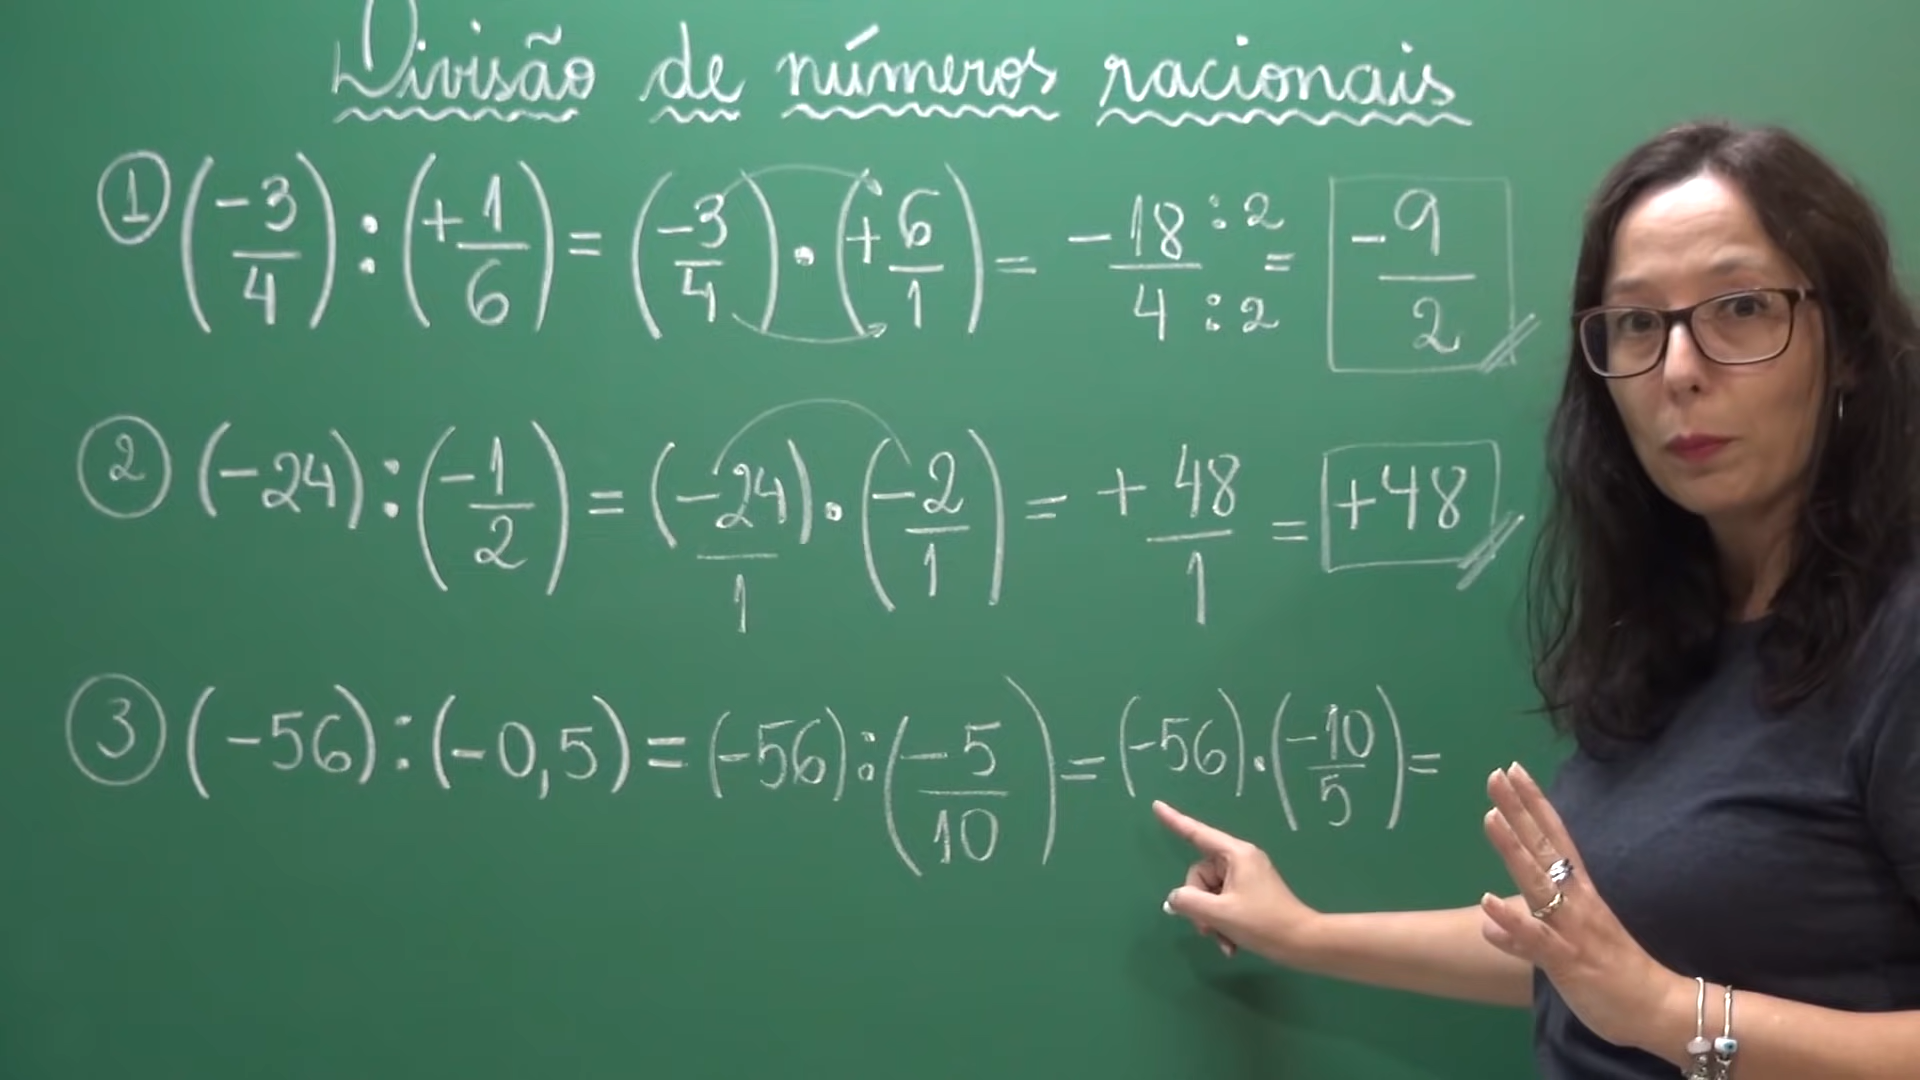 Divisão de números racionais
① (-3/4) : (+1/6) = (-3/4) · (+6/1) = -18/4 :2/:2 = -9/2
② (-24) : (-1/2) = (-24/1) · (-2/1) = +48/1 = +48
③ (-56) : (-0,5) = (-56) : (-5/10) = (-56) · (-10/5) =